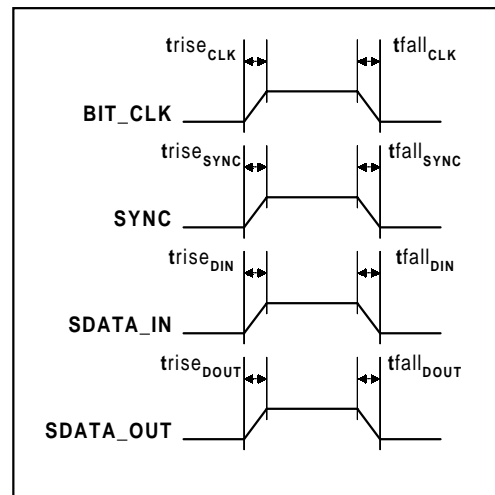 triseCLK tfallCLK
BIT_CLK
triseSYNC tfallSYNC
SYNC
triseDIN tfallDIN
SDATA_IN
triseDOUT tfallDOUT
SDATA_OUT